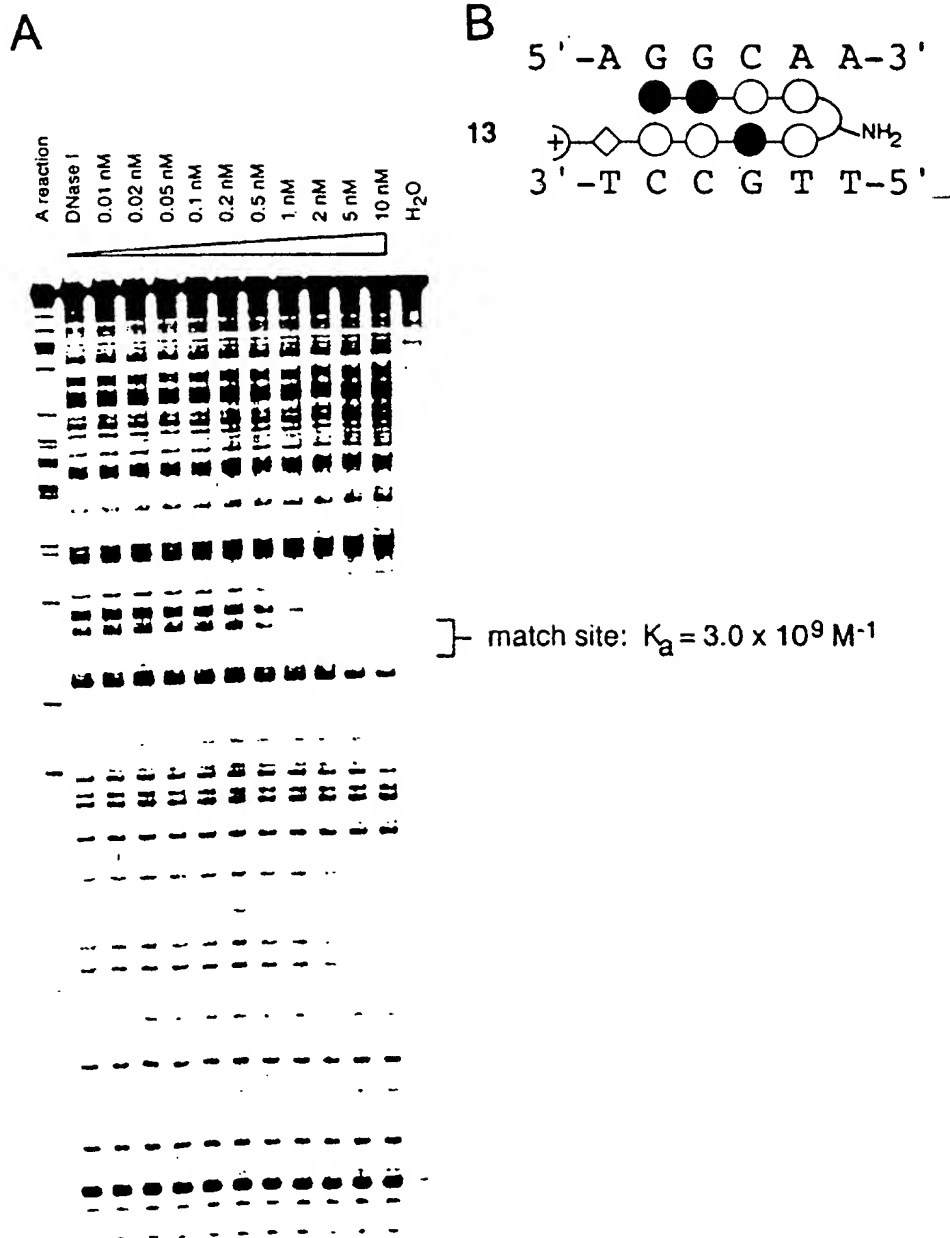 A
B
5'-A G G C A A-3'
13
+
NH2
3'-T C C G T T-5'
A reaction
DNase I
0.01 nM
0.02 nM
0.05 nM
0.1 nM
0.2 nM
0.5 nM
1 nM
2 nM
5 nM
10 nM
H2O
match site: Ka = 3.0 x 10⁹ M⁻¹